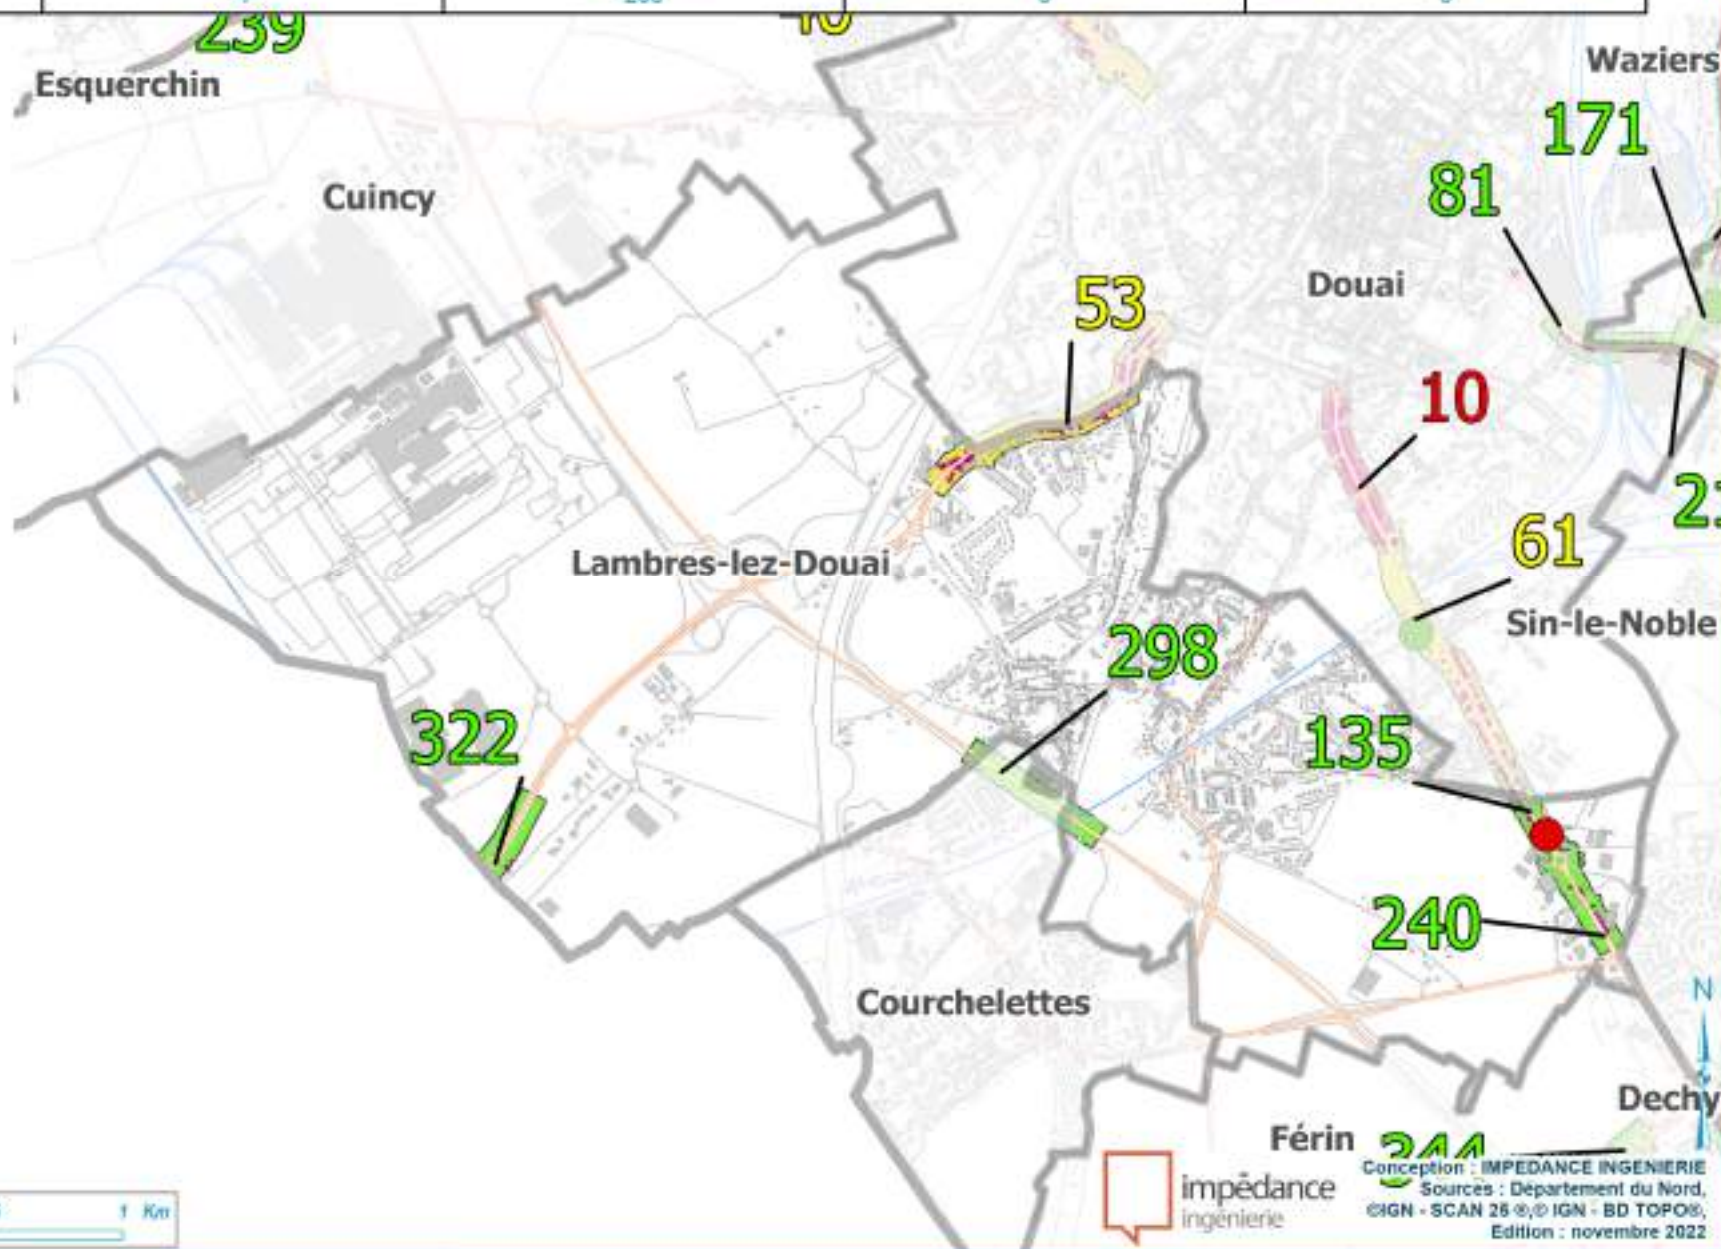 239
Esquerchin
Waziers
171
Cuincy
81
Douai
53
10
61
Lambres-lez-Douai
Sin-le-Noble
298
322
135
240
Courchelettes
N
Dechy
Férin
344
impédance
ingénierie
Conception : IMPEDANCE INGENIERIE
Sources : Département du Nord,
©IGN - SCAN 25 ®,© IGN - BD TOPO®,
Edition : novembre 2022
1 Km